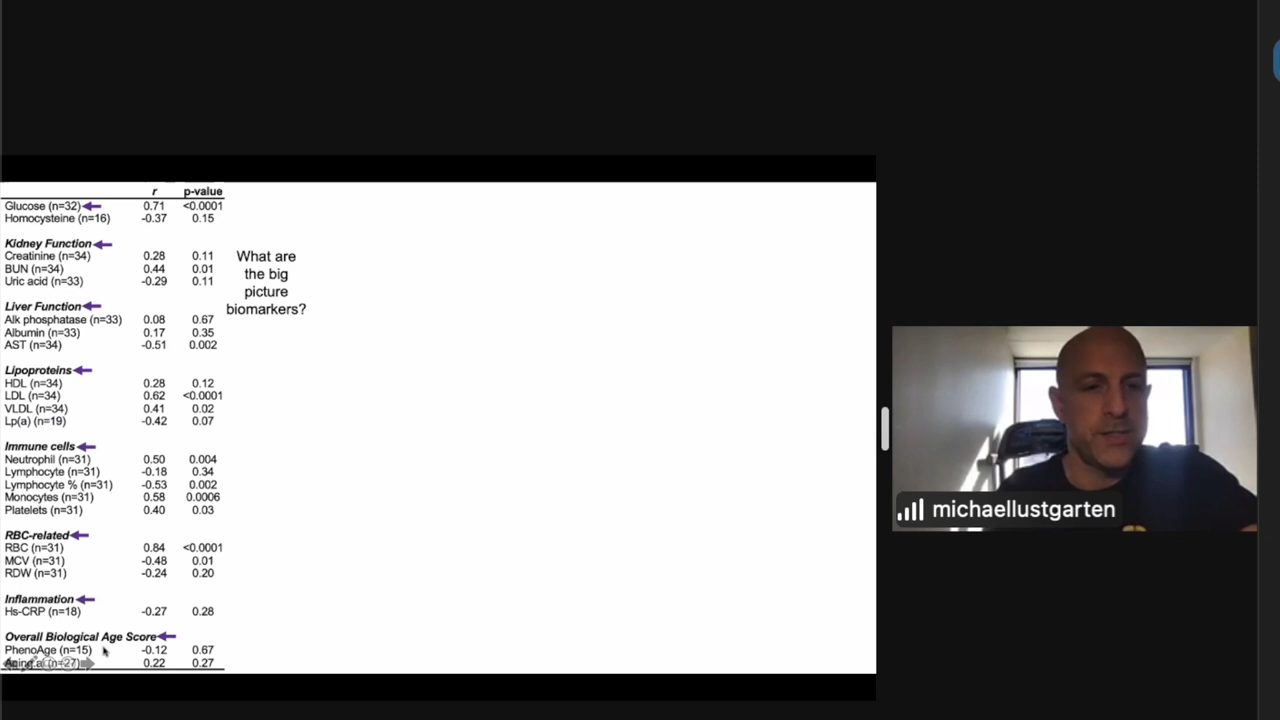 r p-value
Glucose (n=32) 0.71 <0.0001
Homocysteine (n=16) -0.37 0.15
Kidney Function
Creatinine (n=34) 0.28 0.11
BUN (n=34) 0.44 0.01
Uric acid (n=33) -0.29 0.11
Liver Function
Alk phosphatase (n=33) 0.08 0.67
Albumin (n=33) 0.17 0.35
AST (n=34) -0.51 0.002
Lipoproteins
HDL (n=34) 0.28 0.12
LDL (n=34) 0.62 <0.0001
VLDL (n=34) 0.41 0.02
Lp(a) (n=19) -0.42 0.07
Immune cells
Neutrophil (n=31) 0.50 0.004
Lymphocyte (n=31) -0.18 0.34
Lymphocyte % (n=31) -0.53 0.002
Monocytes (n=31) 0.58 0.0006
Platelets (n=31) 0.40 0.03
RBC-related
RBC (n=31) 0.84 <0.0001
MCV (n=31) -0.48 0.01
RDW (n=31) -0.24 0.20
Inflammation
Hs-CRP (n=18) -0.27 0.28
Overall Biological Age Score
PhenoAge (n=15) -0.12 0.67
(n=27) 0.22 0.27
What are
the big
picture
biomarkers?
michaellustgarten